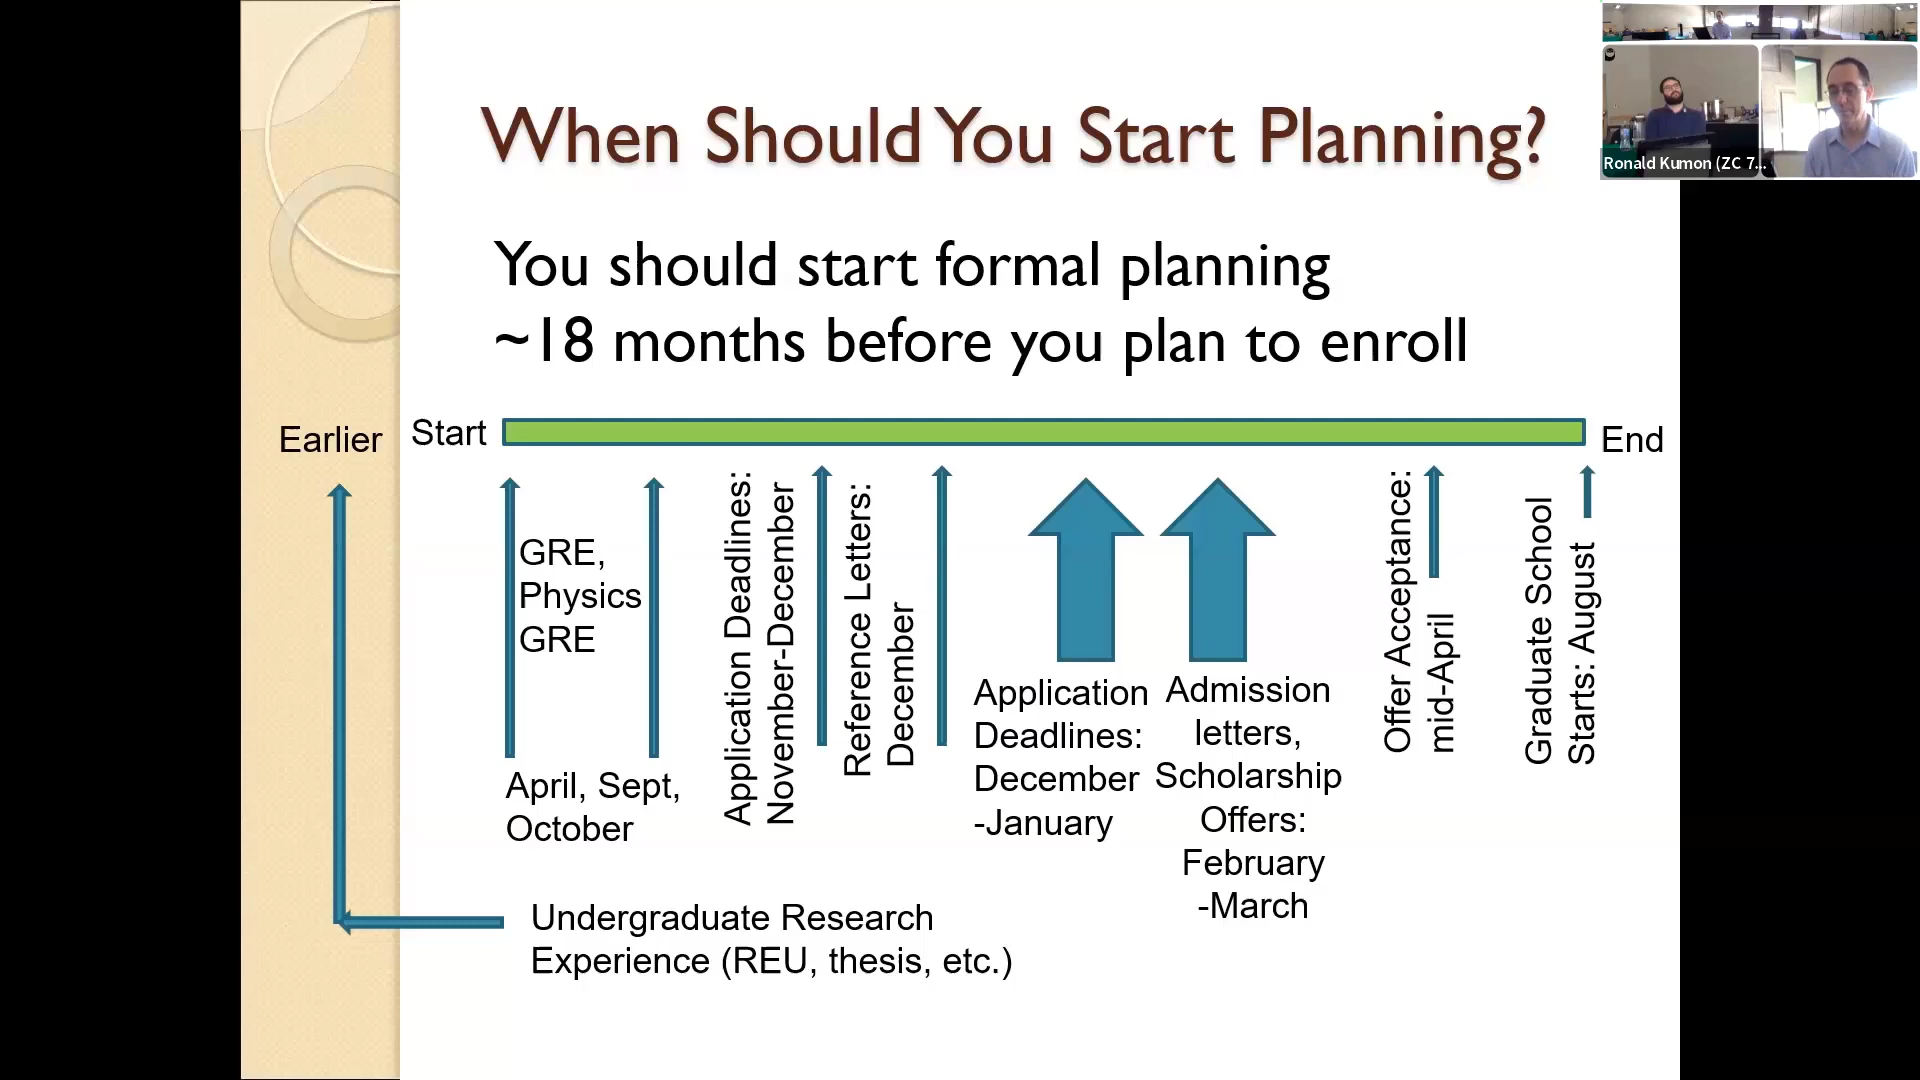 When Should You Start Planning?
Ronald Kumon (ZC 7...
You should start formal planning
~18 months before you plan to enroll
Earlier
Start
End
GRE,
Physics
GRE
April, Sept,
October
Application Deadlines:
November-December
Reference Letters:
December
Application
Deadlines:
December
-January
Admission
letters,
Scholarship
Offers:
February
-March
Offer Acceptance:
mid-April
Graduate School
Starts: August
Undergraduate Research
Experience (REU, thesis, etc.)